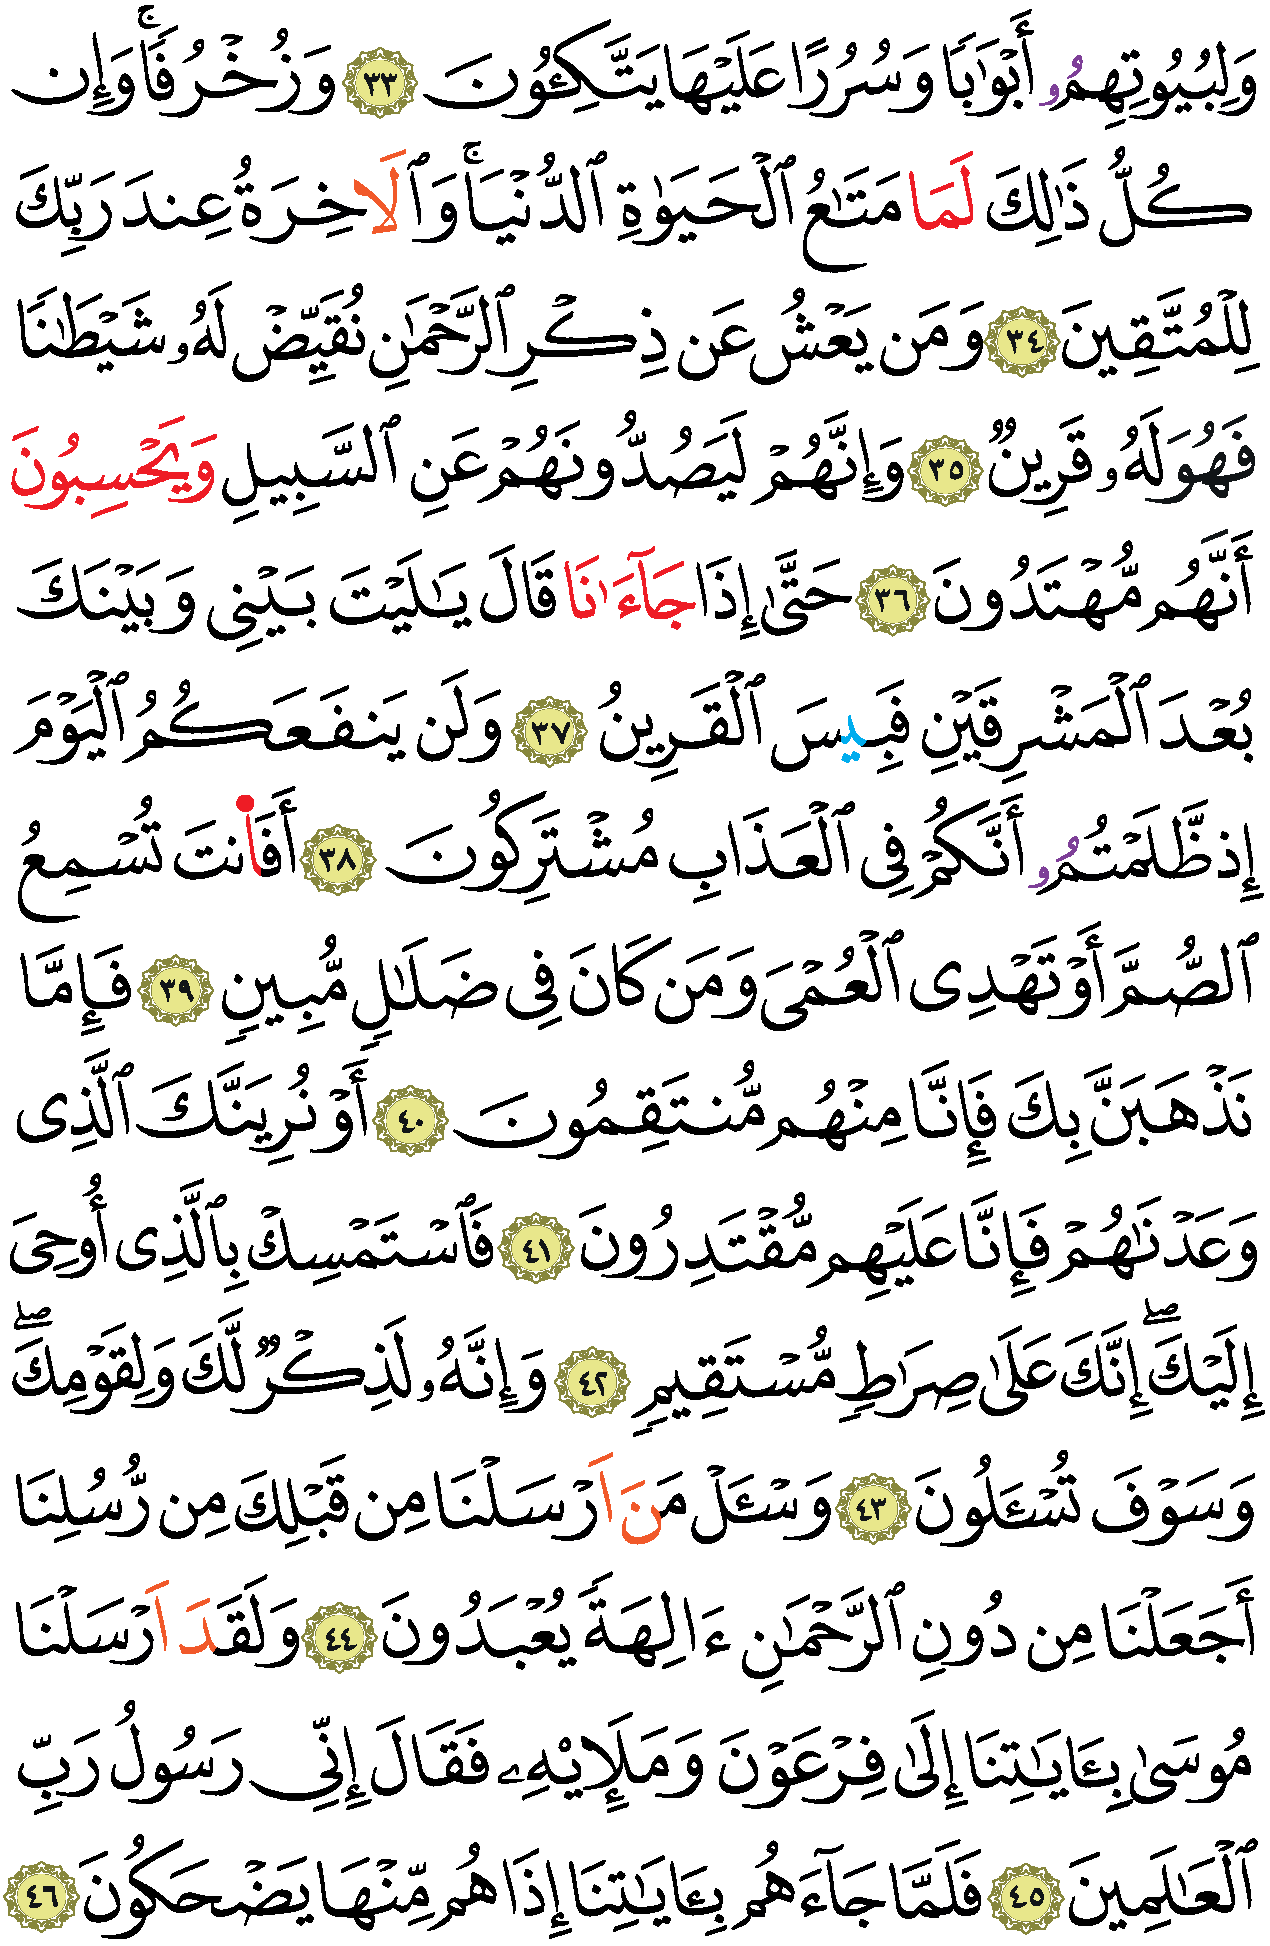 وَلِبُيُوتِهِمُۥ أَبۡوَٰبٗا وَسُرُرًا عَلَيۡهَا يَتَّكِـُٔونَ ٣٣ وَزُخۡرُفٗاۚ وَإِن
كُلُّ ذَٰلِكَ لَمَا مَتَٰعُ ٱلۡحَيَوٰةِ ٱلدُّنۡيَاۚ وَٱلَاخِرَةُ عِندَ رَبِّكَ
لِلۡمُتَّقِينَ ٣٤ وَمَن يَعۡشُ عَن ذِكۡرِ ٱلرَّحۡمَٰنِ نُقَيِّضۡ لَهُۥ شَيۡطَٰنٗا
فَهُوَ لَهُۥ قَرِينٞ ٣٥ وَإِنَّهُمۡ لَيَصُدُّونَهُمۡ عَنِ ٱلسَّبِيلِ وَيَحۡسِبُونَ
أَنَّهُم مُّهۡتَدُونَ ٣٦ حَتَّىٰ إِذَا جَآءَٰنَا قَالَ يَٰلَيۡتَ بَيۡنِي وَبَيۡنَكَ
بُعۡدَ ٱلۡمَشۡرِقَيۡنِ فَبِيسَ ٱلۡقَرِينُ ٣٧ وَلَن يَنفَعَكُمُ ٱلۡيَوۡمَ
إِذ ظَّلَمۡتُمُۥ أَنَّكُمۡ فِي ٱلۡعَذَابِ مُشۡتَرِكُونَ ٣٨ أَفَا۬نتَ تُسۡمِعُ
ٱلصُّمَّ أَوۡ تَهۡدِي ٱلۡعُمۡيَ وَمَن كَانَ فِي ضَلَٰلٖ مُّبِينٖ ٣٩ فَإِمَّا
نَذۡهَبَنَّ بِكَ فَإِنَّا مِنۡهُم مُّنتَقِمُونَ ٤٠ أَوۡ نُرِيَنَّكَ ٱلَّذِي
وَعَدۡنَٰهُمۡ فَإِنَّا عَلَيۡهِم مُّقۡتَدِرُونَ ٤١ فَٱسۡتَمۡسِكۡ بِٱلَّذِي أُوحِيَ
إِلَيۡكَۖ إِنَّكَ عَلَىٰ صِرَٰطٖ مُّسۡتَقِيمٖ ٤٢ وَإِنَّهُۥ لَذِكۡرٞ لَّكَ وَلِقَوۡمِكَۖ
وَسَوۡفَ تُسۡـَٔلُونَ ٤٣ وَسۡـَٔلۡ مَنَ اَرۡسَلۡنَا مِن قَبۡلِكَ مِن رُّسُلِنَا
أَجَعَلۡنَا مِن دُونِ ٱلرَّحۡمَٰنِ ءَالِهَةٗ يُعۡبَدُونَ ٤٤ وَلَقَدَ اَرۡسَلۡنَا
مُوسَىٰ بِـَٔايَٰتِنَا إِلَىٰ فِرۡعَوۡنَ وَمَلَإِيْهِۦ فَقَالَ إِنِّي رَسُولُ رَبِّ
ٱلۡعَٰلَمِينَ ٤٥ فَلَمَّا جَآءَهُم بِـَٔايَٰتِنَا إِذَا هُم مِّنۡهَا يَضۡحَكُونَ ٤٦